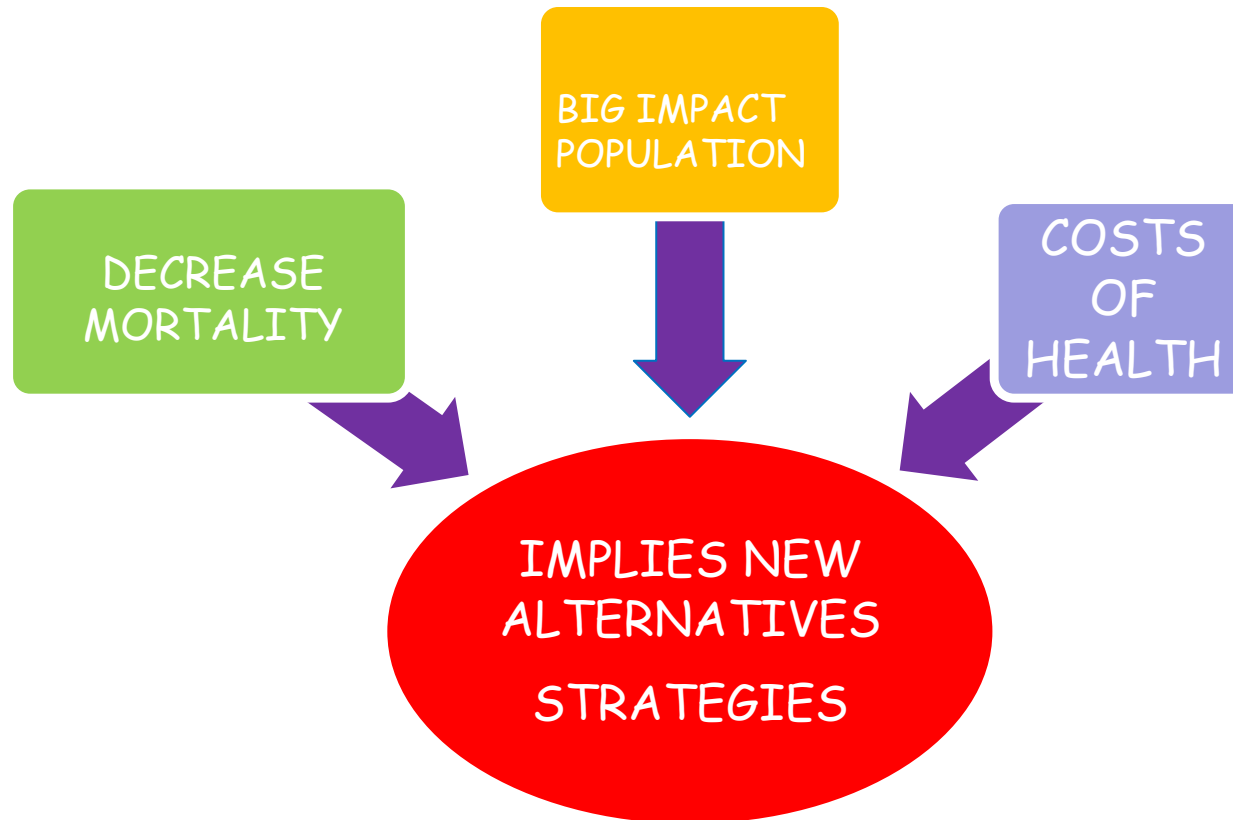 BIG IMPACT
POPULATION
DECREASE
MORTALITY
COSTS
OF
HEALTH
IMPLIES NEW
ALTERNATIVES
STRATEGIES